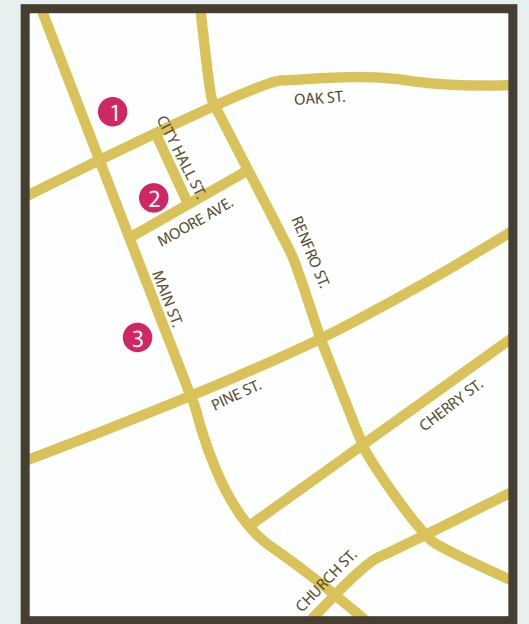 OAK ST.
1
CITY HALL ST.
2
MOORE AVE.
RENFRO ST.
MAIN ST.
3
PINE ST.
CHERRY ST.
CHURCH ST.